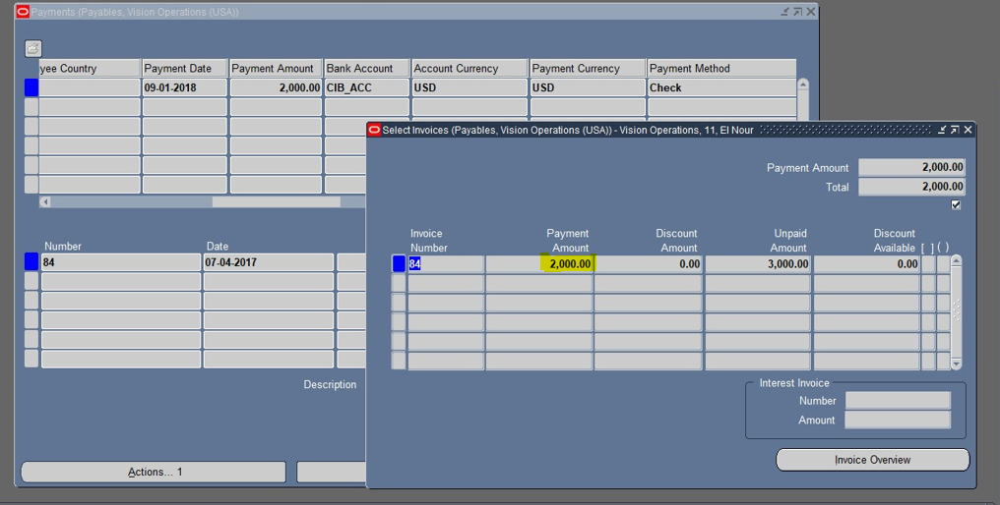 Payments (Payables, Vision Operations (USA))
yee Country Payment Date Payment Amount Bank Account Account Currency Payment Currency Payment Method
09-01-2018 2,000.00 CIB_ACC USD USD Check
Select Invoices (Payables, Vision Operations (USA)) - Vision Operations, 11, El Nour
Payment Amount 2,000.00
Total 2,000.00
Number Date
84 07-04-2017
Description
Actions... 1
Invoice Number Payment Amount Discount Amount Unpaid Amount Discount Available [ ] ( )
84 2,000.00 0.00 3,000.00 0.00
Interest Invoice
Number
Amount
Invoice Overview